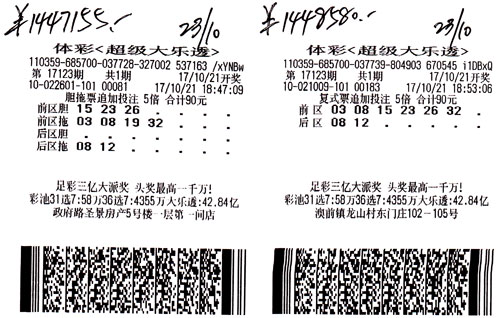 ¥1447155.-
23/10
体彩<超级大乐透>
110359-685700-037728-327002 537163 /xYNBw
第 17123期 共1期 17/10/21开奖
10-022601-101 00081 17/10/21 18:47:09
胆拖票追加投注 5倍 合计90元
前区胆 15 23 26
前区拖 03 08 19 32
后区胆
后区拖 08 12
足彩三亿大派奖 头奖最高一千万!
彩池31选7:58万36选7:4355万大乐透:42.84亿
政府路圣景房产5号楼一层第一间店
¥1448580.-
23/10
体彩<超级大乐透>
110359-685700-037739-804903 670545 i1DBxQ
第 17123期 共1期 17/10/21开奖
10-021009-101 00183 17/10/21 18:53:06
复式票追加投注 5倍 合计90元
前区 03 08 15 23 26 32
后区 08 12
足彩三亿大派奖 头奖最高一千万!
彩池31选7:58万36选7:4355万大乐透:42.84亿
澳前镇龙山村东门庄102-105号